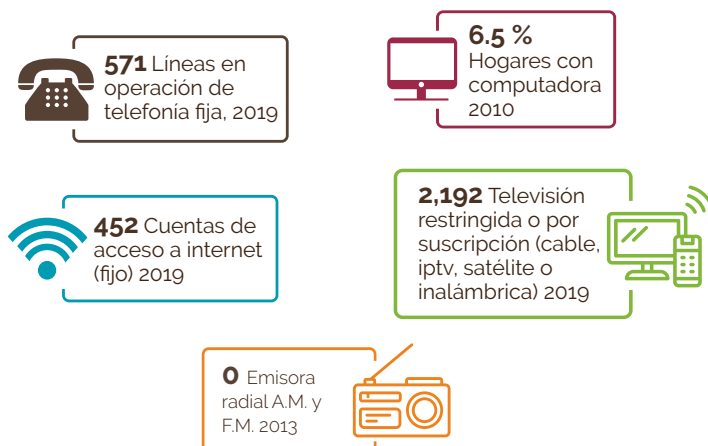 571 Líneas en
operación de
telefonía fija, 2019
6.5 %
Hogares con
computadora
2010
452 Cuentas de
acceso a internet
(fijo) 2019
2,192 Televisión
restringida o por
suscripción (cable,
iptv, satélite o
inalámbrica) 2019
0 Emisora
radial A.M. y
F.M. 2013